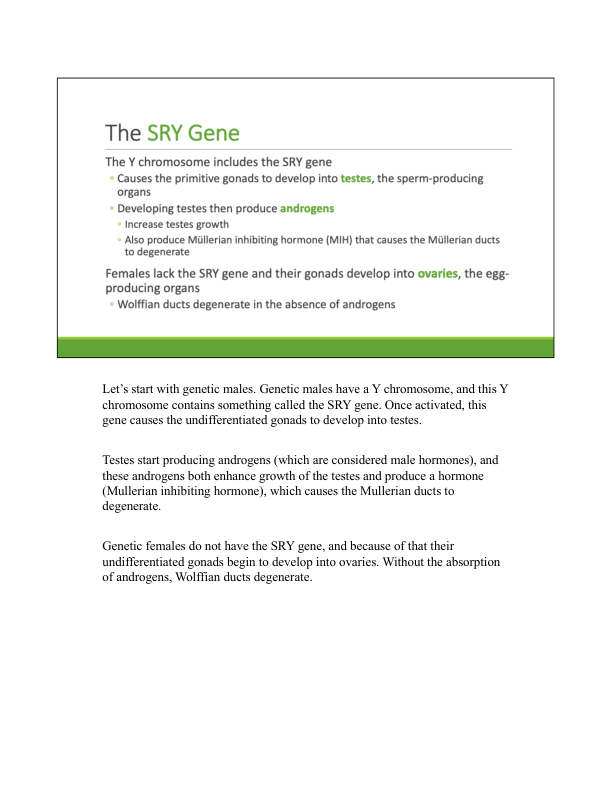 The SRY Gene
The Y chromosome includes the SRY gene
▪ Causes the primitive gonads to develop into testes, the sperm-producing
organs
▪ Developing testes then produce androgens
▪ Increase testes growth
▪ Also produce Müllerian inhibiting hormone (MIH) that causes the Müllerian ducts
to degenerate
Females lack the SRY gene and their gonads develop into ovaries, the egg-
producing organs
▪ Wolffian ducts degenerate in the absence of androgens
Let’s start with genetic males. Genetic males have a Y chromosome, and this Y
chromosome contains something called the SRY gene. Once activated, this
gene causes the undifferentiated gonads to develop into testes.
Testes start producing androgens (which are considered male hormones), and
these androgens both enhance growth of the testes and produce a hormone
(Mullerian inhibiting hormone), which causes the Mullerian ducts to
degenerate.
Genetic females do not have the SRY gene, and because of that their
undifferentiated gonads begin to develop into ovaries. Without the absorption
of androgens, Wolffian ducts degenerate.